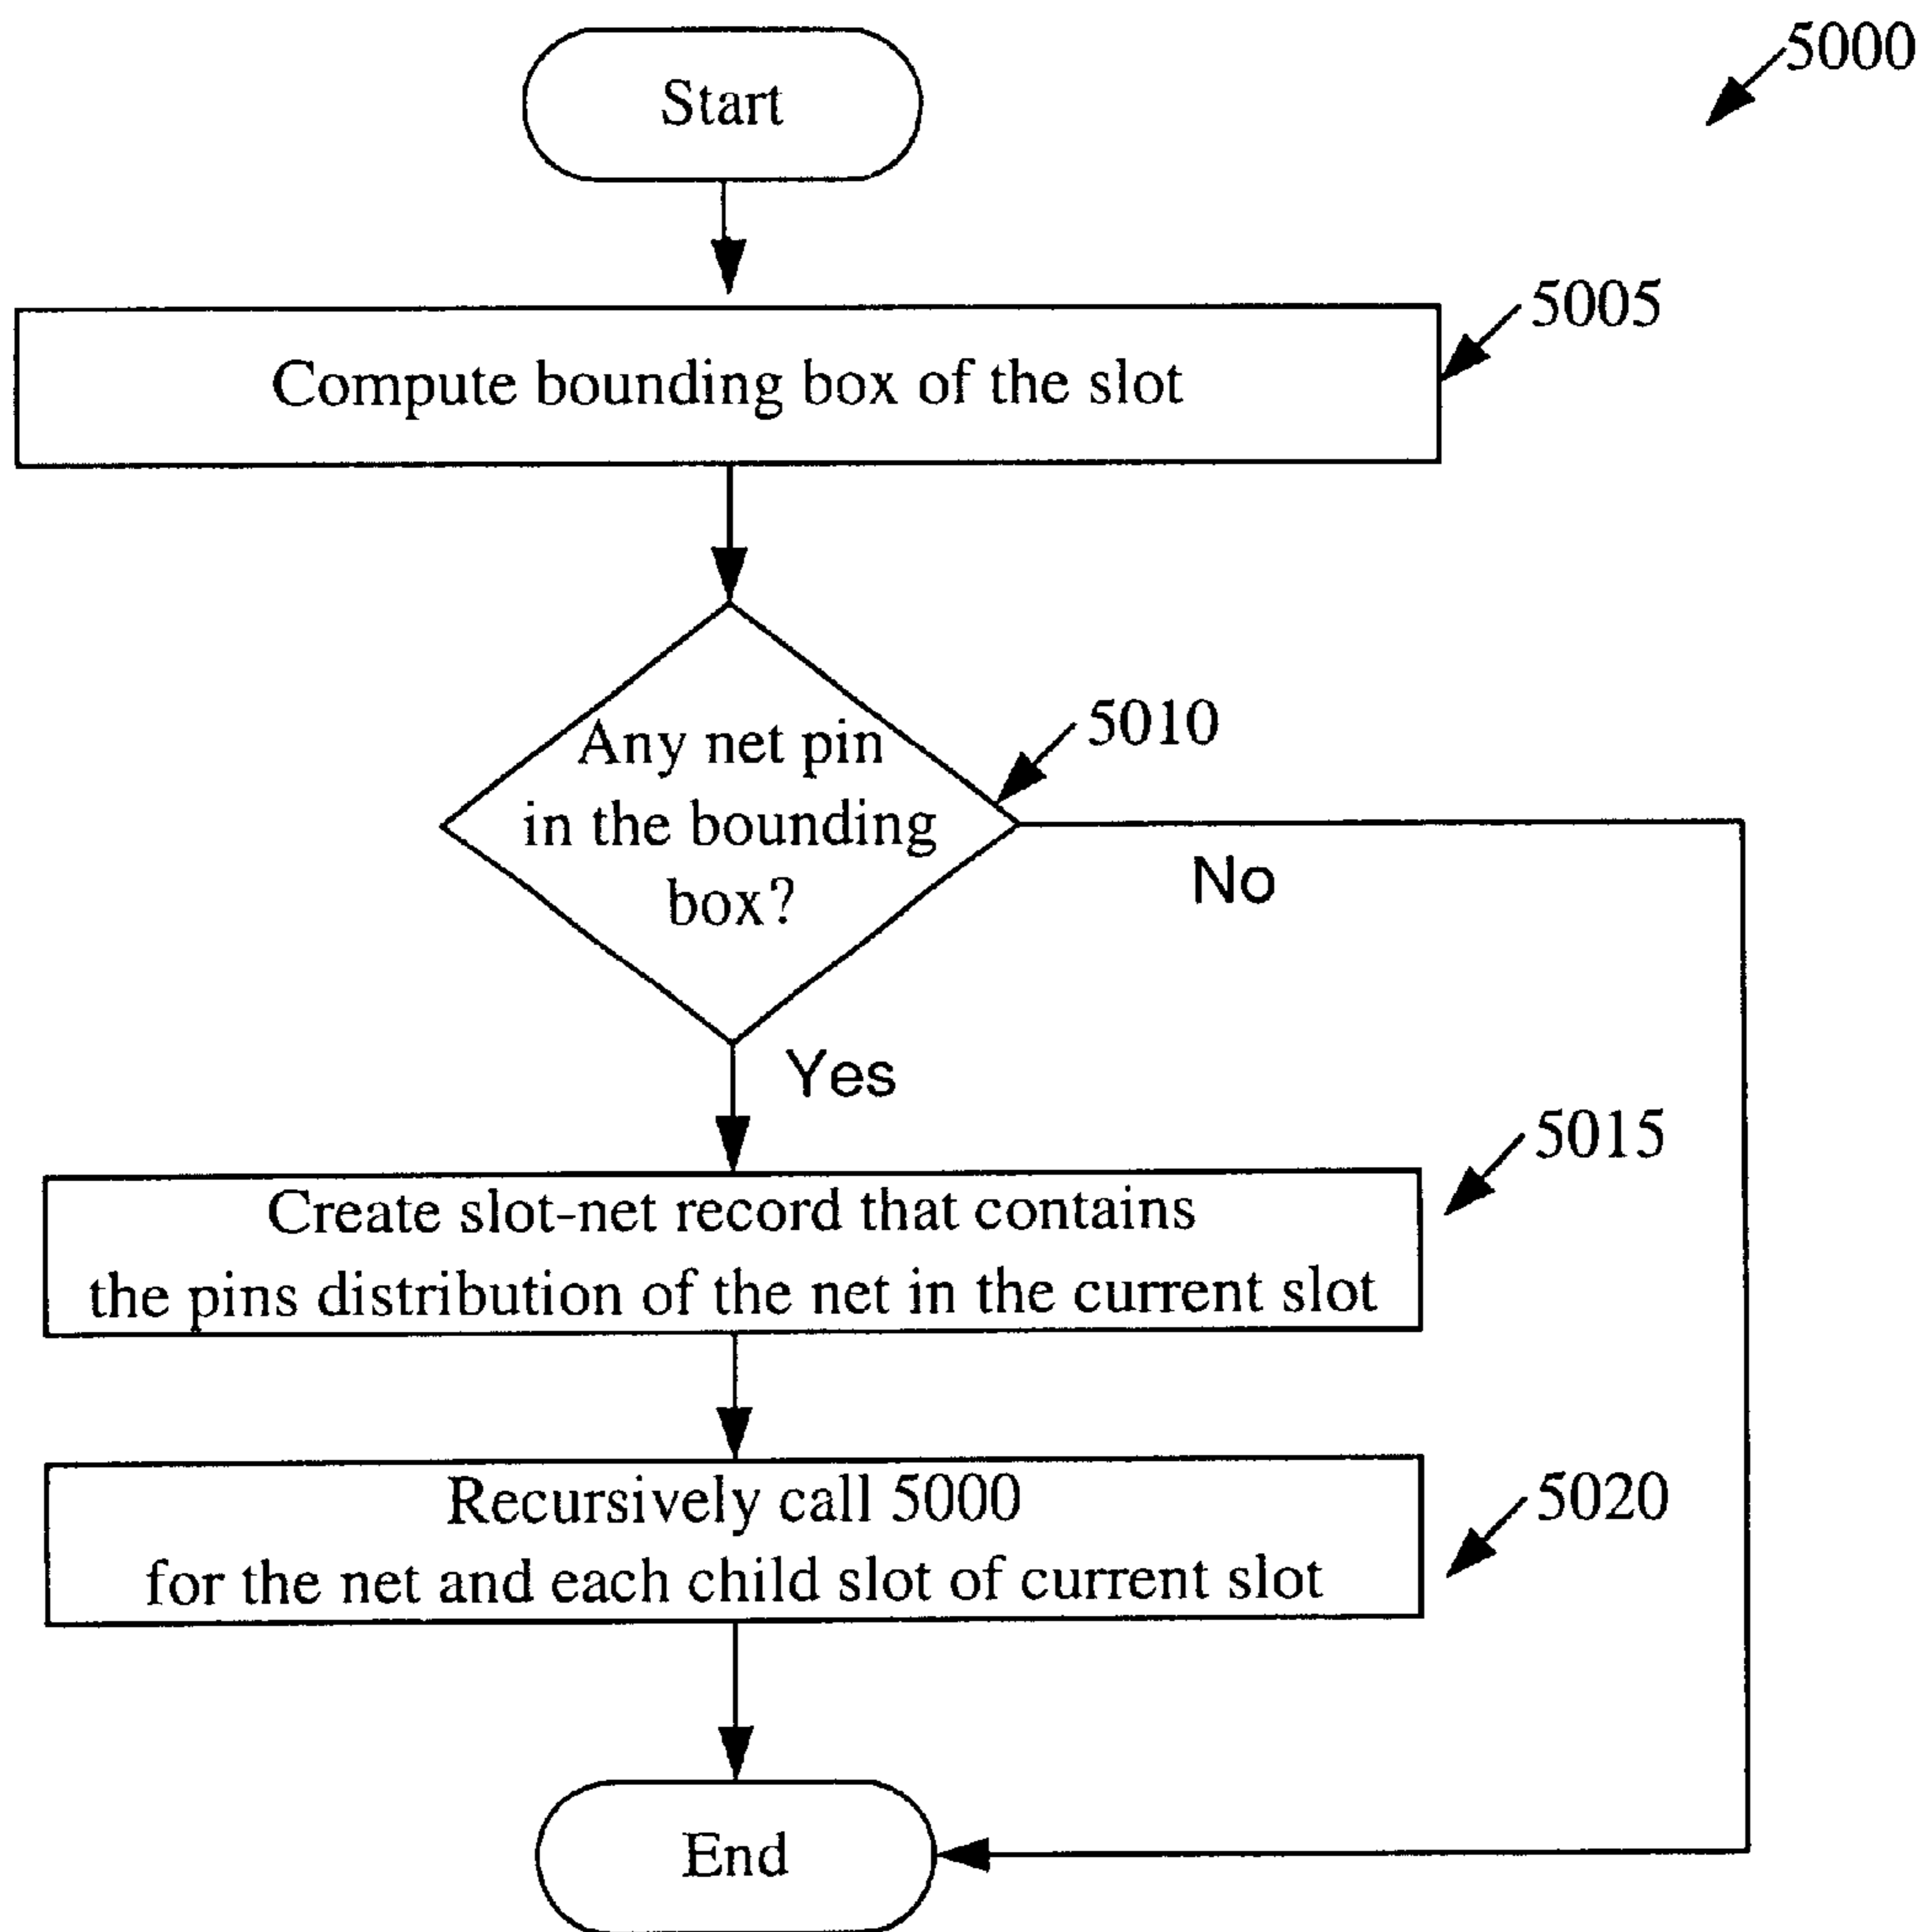 5000
Start
5005
Compute bounding box of the slot
5010
Any net pin
in the bounding
box?
No
Yes
5015
Create slot-net record that contains
the pins distribution of the net in the current slot
5020
Recursively call 5000
for the net and each child slot of current slot
End